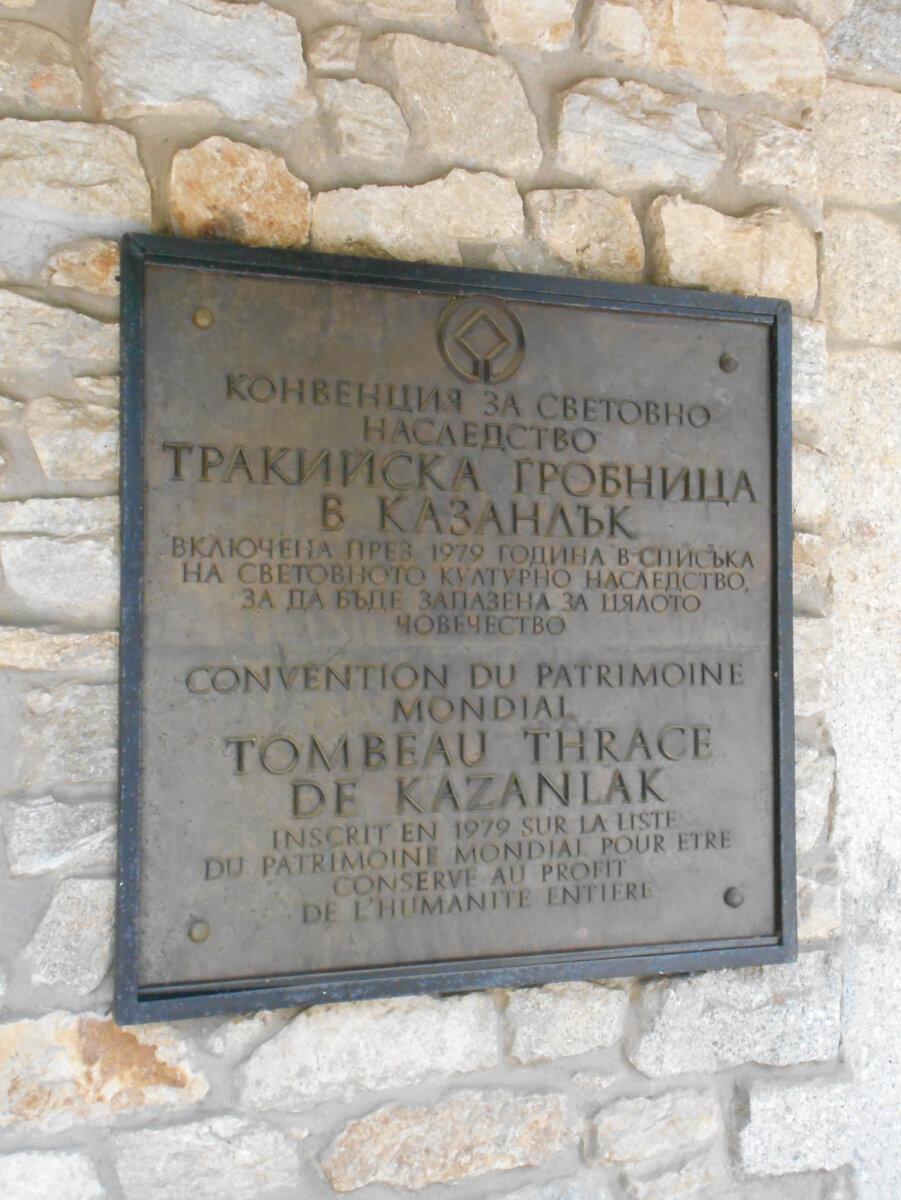 КОНВЕНЦИЯ ЗА СВЕТОВНО
НАСЛЕДСТВО
ТРАКИЙСКА ГРОБНИЦА
В КАЗАНЛЪК
ВКЛЮЧЕНА ПРЕЗ 1979 ГОДИНА В СПИСЪКА
НА СВЕТОВНОТО КУЛТУРНО НАСЛЕДСТВО,
ЗА ДА БЪДЕ ЗАПАЗЕНА ЗА ЦЯЛОТО
ЧОВЕЧЕСТВО
CONVENTION DU PATRIMOINE
MONDIAL
TOMBEAU THRACE
DE KAZANLAK
INSCRIT EN 1979 SUR LA LISTE
DU PATRIMOINE MONDIAL POUR ETRE
CONSERVE AU PROFIT
DE L'HUMANITE ENTIERE